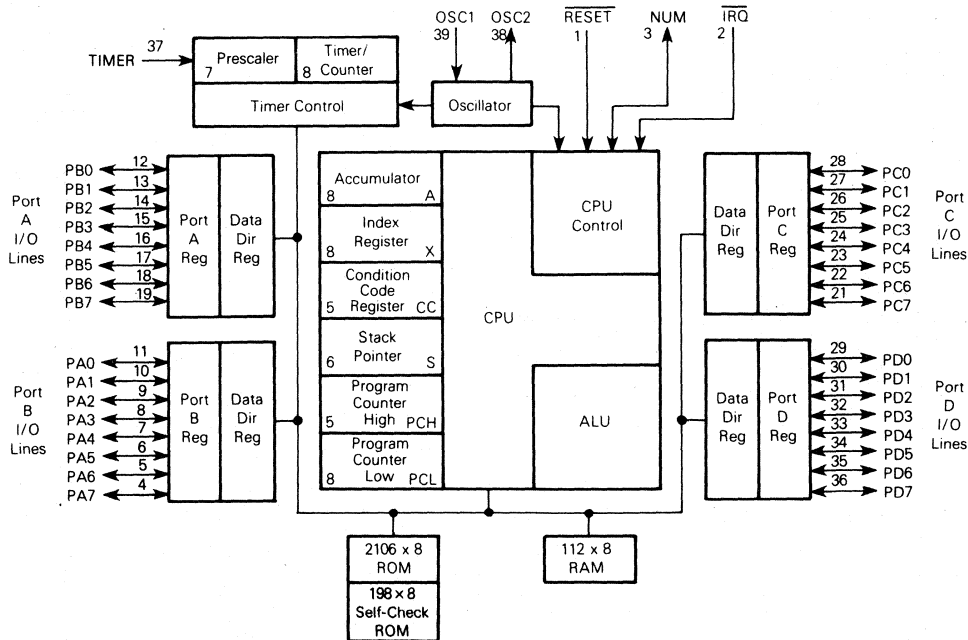 OSC1 OSC2 RESET NUM IRQ
39 38 1 3 2
TIMER 37
7 Prescaler
8 Timer/
Counter
Timer Control
Oscillator
Port
A
I/O
Lines
PB0 12
PB1 13
PB2 14
PB3 15
PB4 16
PB5 17
PB6 18
PB7 19
Port
A
Reg
Data
Dir
Reg
Port
B
I/O
Lines
PA0 11
PA1 10
PA2 9
PA3 8
PA4 7
PA5 6
PA6 5
PA7 4
Port
B
Reg
Data
Dir
Reg
Accumulator
8 A
Index
Register
8 X
Condition
Code
5 Register CC
Stack
Pointer
6 S
Program
Counter
5 High PCH
Program
Counter
8 Low PCL
CPU
CPU
Control
ALU
Data
Dir
Reg
Port
C
Reg
28 PC0
27 PC1
26 PC2
25 PC3
24 PC4
23 PC5
22 PC6
21 PC7
Port
C
I/O
Lines
Data
Dir
Reg
Port
D
Reg
29 PD0
30 PD1
31 PD2
32 PD3
33 PD4
34 PD5
35 PD6
36 PD7
Port
D
I/O
Lines
2106 x 8
ROM
198 x 8
Self-Check
ROM
112 x 8
RAM